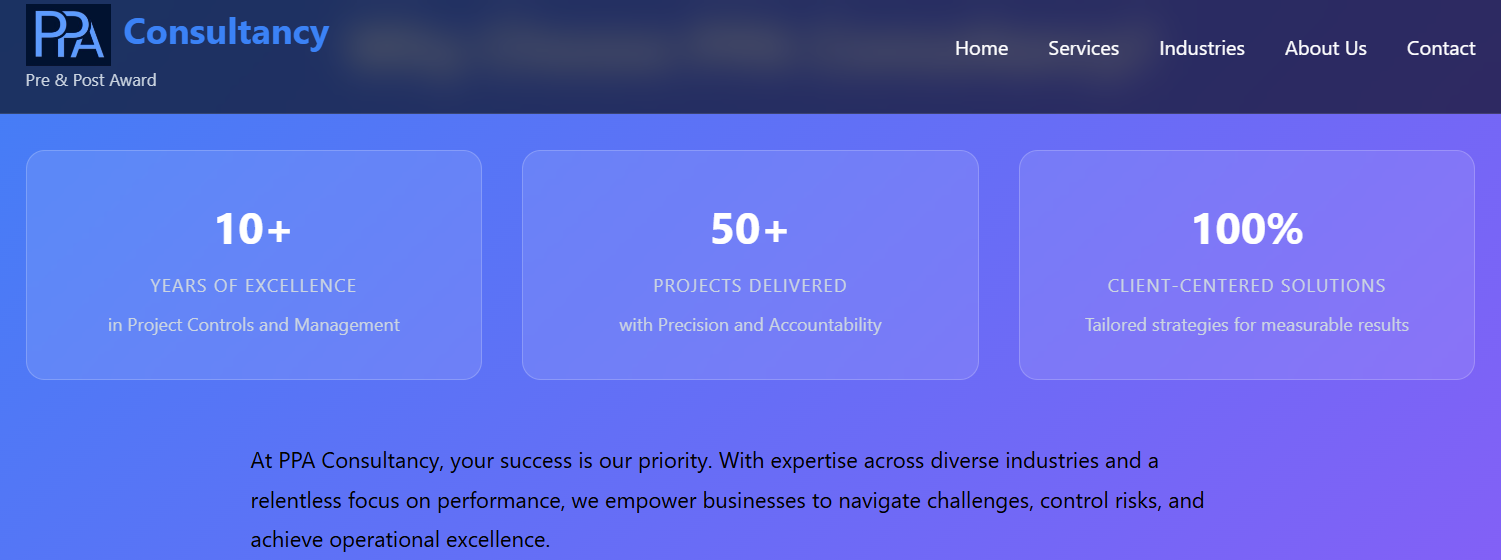 PPA Consultancy
Pre & Post Award
Home Services Industries About Us Contact
10+
YEARS OF EXCELLENCE
in Project Controls and Management
50+
PROJECTS DELIVERED
with Precision and Accountability
100%
CLIENT-CENTERED SOLUTIONS
Tailored strategies for measurable results
At PPA Consultancy, your success is our priority. With expertise across diverse industries and a
relentless focus on performance, we empower businesses to navigate challenges, control risks, and
achieve operational excellence.